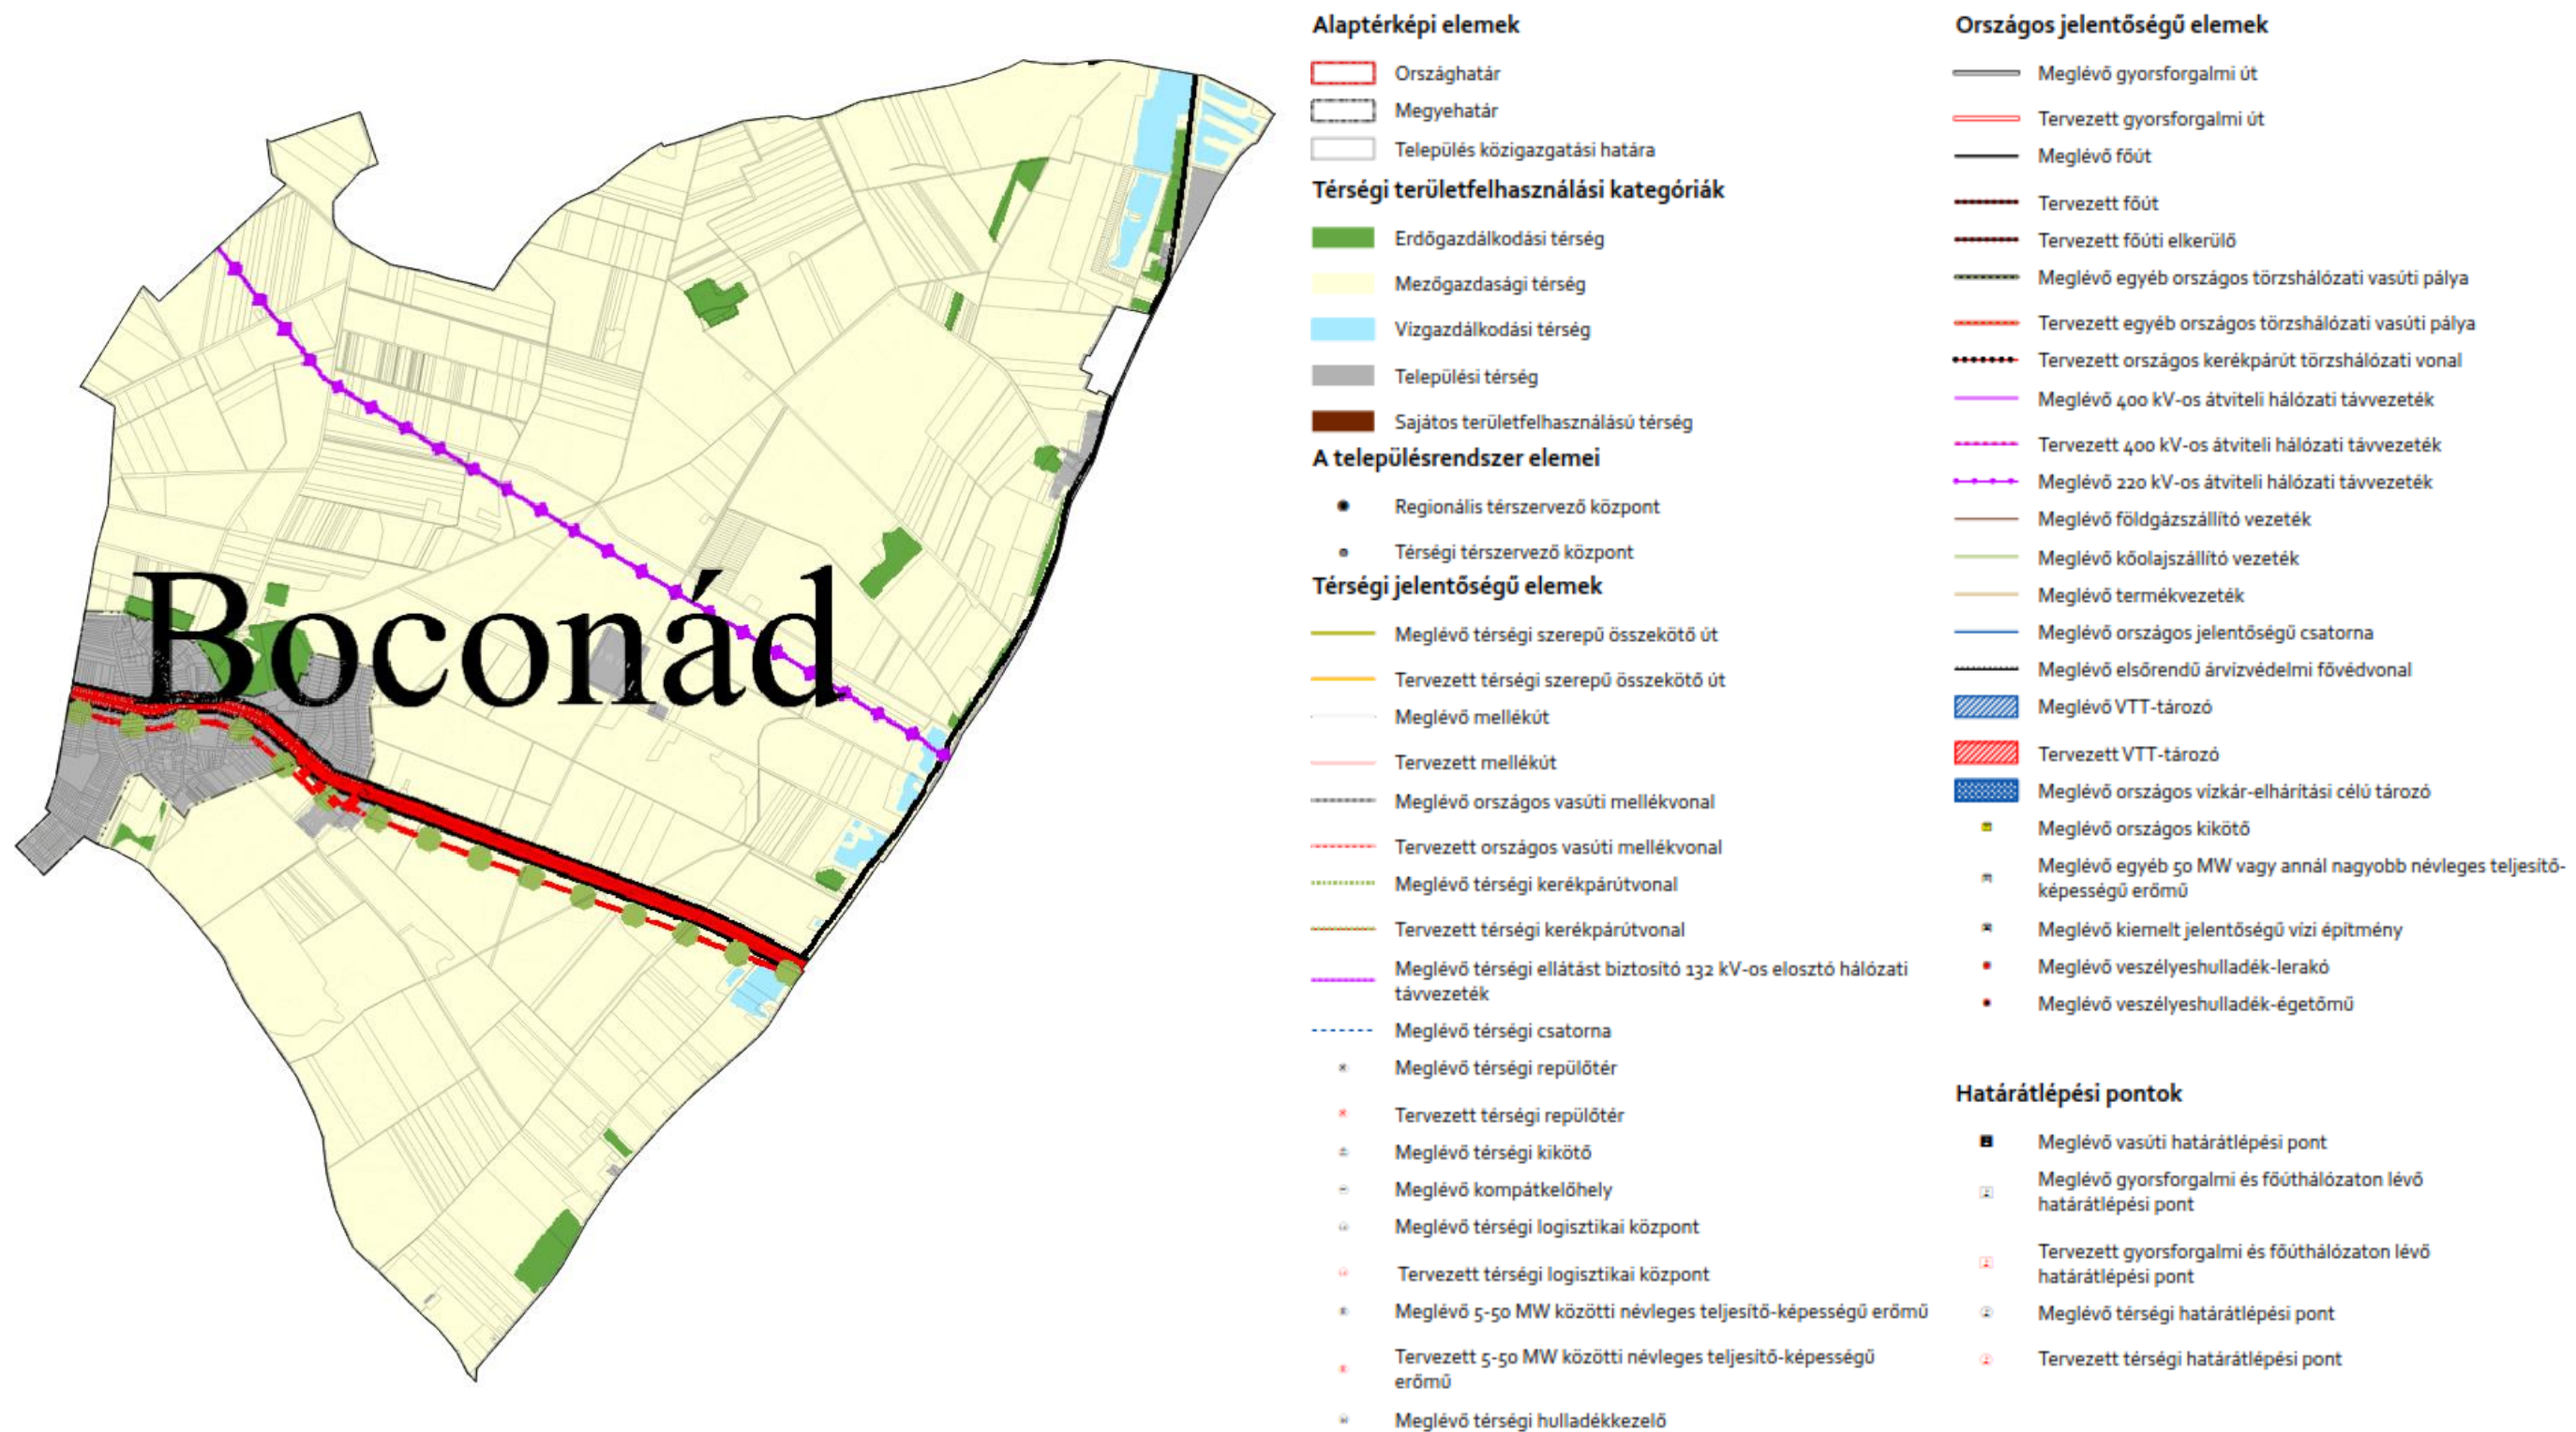 Boconád
Alaptérképi elemek
Országhatár
Megyehatár
Település közigazgatási határa
Térségi területfelhasználási kategóriák
Erdőgazdálkodási térség
Mezőgazdasági térség
Vízgazdálkodási térség
Települési térség
Sajátos területfelhasználású térség
A településrendszer elemei
Regionális térszervező központ
Térségi térszervező központ
Térségi jelentőségű elemek
Meglévő térségi szerepű összekötő út
Tervezett térségi szerepű összekötő út
Meglévő mellékút
Tervezett mellékút
Meglévő országos vasúti mellékvonal
Tervezett országos vasúti mellékvonal
Meglévő térségi kerékpárútvonal
Tervezett térségi kerékpárútvonal
Meglévő térségi ellátást biztosító 132 kV-os elosztó hálózati
távvezeték
Meglévő térségi csatorna
Meglévő térségi repülőtér
Tervezett térségi repülőtér
Meglévő térségi kikötő
Meglévő kompátkelőhely
Meglévő térségi logisztikai központ
Tervezett térségi logisztikai központ
Meglévő 5-50 MW közötti névleges teljesítő-képességű erőmű
Tervezett 5-50 MW közötti névleges teljesítő-képességű
erőmű
Meglévő térségi hulladékkezelő
Országos jelentőségű elemek
Meglévő gyorsforgalmi út
Tervezett gyorsforgalmi út
Meglévő főút
Tervezett főút
Tervezett főúti elkerülő
Meglévő egyéb országos törzshálózati vasúti pálya
Tervezett egyéb országos törzshálózati vasúti pálya
Tervezett országos kerékpárút törzshálózati vonal
Meglévő 400 kV-os átviteli hálózati távvezeték
Tervezett 400 kV-os átviteli hálózati távvezeték
Meglévő 220 kV-os átviteli hálózati távvezeték
Meglévő földgázszállító vezeték
Meglévő kőolajszállító vezeték
Meglévő termékvezeték
Meglévő országos jelentőségű csatorna
Meglévő elsőrendű árvízvédelmi fővédvonal
Meglévő VTT-tározó
Tervezett VTT-tározó
Meglévő országos vízkár-elhárítási célú tározó
Meglévő országos kikötő
Meglévő egyéb 50 MW vagy annál nagyobb névleges teljesítő-
képességű erőmű
Meglévő kiemelt jelentőségű vízi építmény
Meglévő veszélyeshulladék-lerakó
Meglévő veszélyeshulladék-égetőmű
Határátlépési pontok
Meglévő vasúti határátlépési pont
Meglévő gyorsforgalmi és főúthálózaton lévő
határátlépési pont
Tervezett gyorsforgalmi és főúthálózaton lévő
határátlépési pont
Meglévő térségi határátlépési pont
Tervezett térségi határátlépési pont